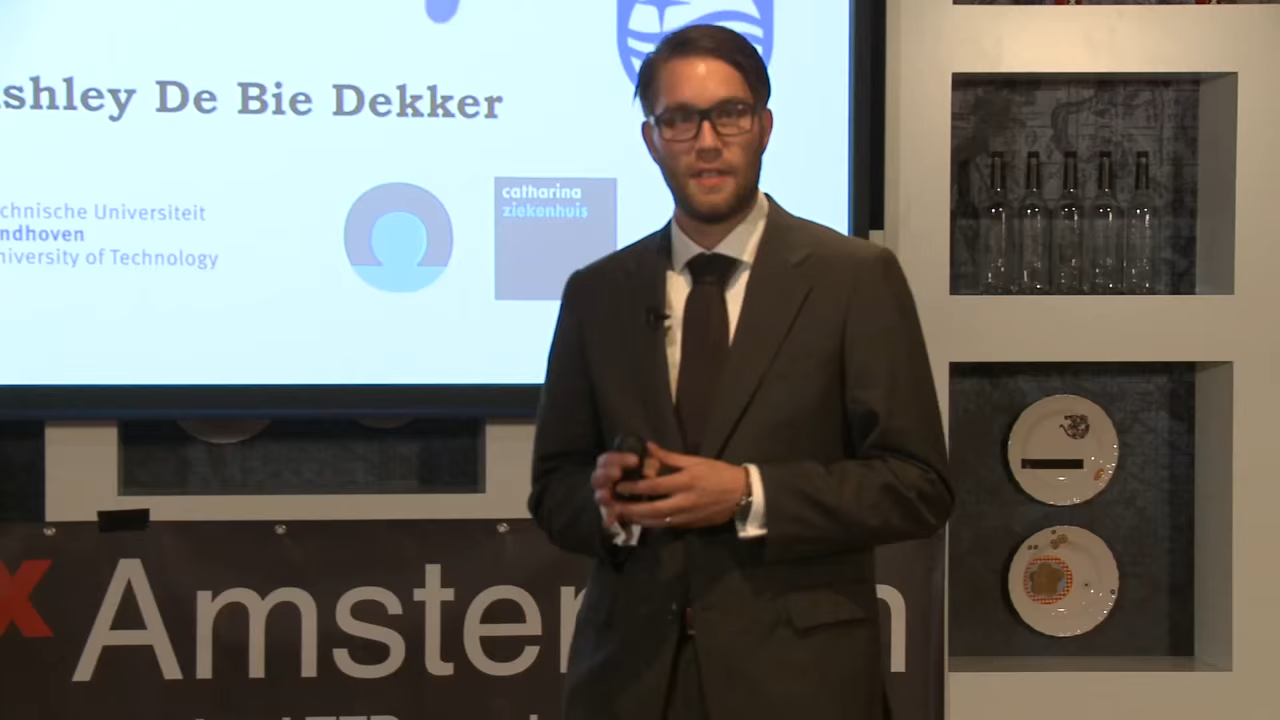 shley De Bie Dekker
chnische Universiteit
ndhoven
niversity of Technology
catharina
ziekenhuis
x Amster m